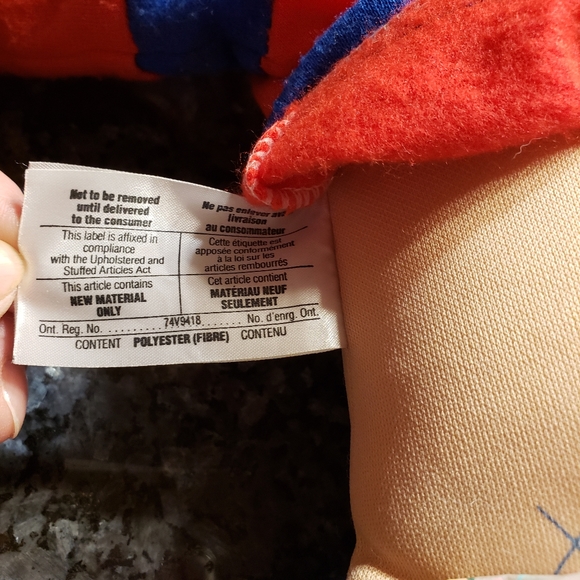 Not to be removed
until delivered
to the consumer
Ne pas enlever avt
livraison
au consommateur
This label is affixed in
compliance
with the Upholstered and
Stuffed Articles Act
Cette étiquette est
apposée conformément
à la loi sur les
articles rembourrés
This article contains
NEW MATERIAL
ONLY
Cet article contient
MATÉRIAU NEUF
SEULEMENT
Ont. Reg. No. .......... 74V9418....... No. d'enrg. Ont.
CONTENT POLYESTER (FIBRE) CONTENU